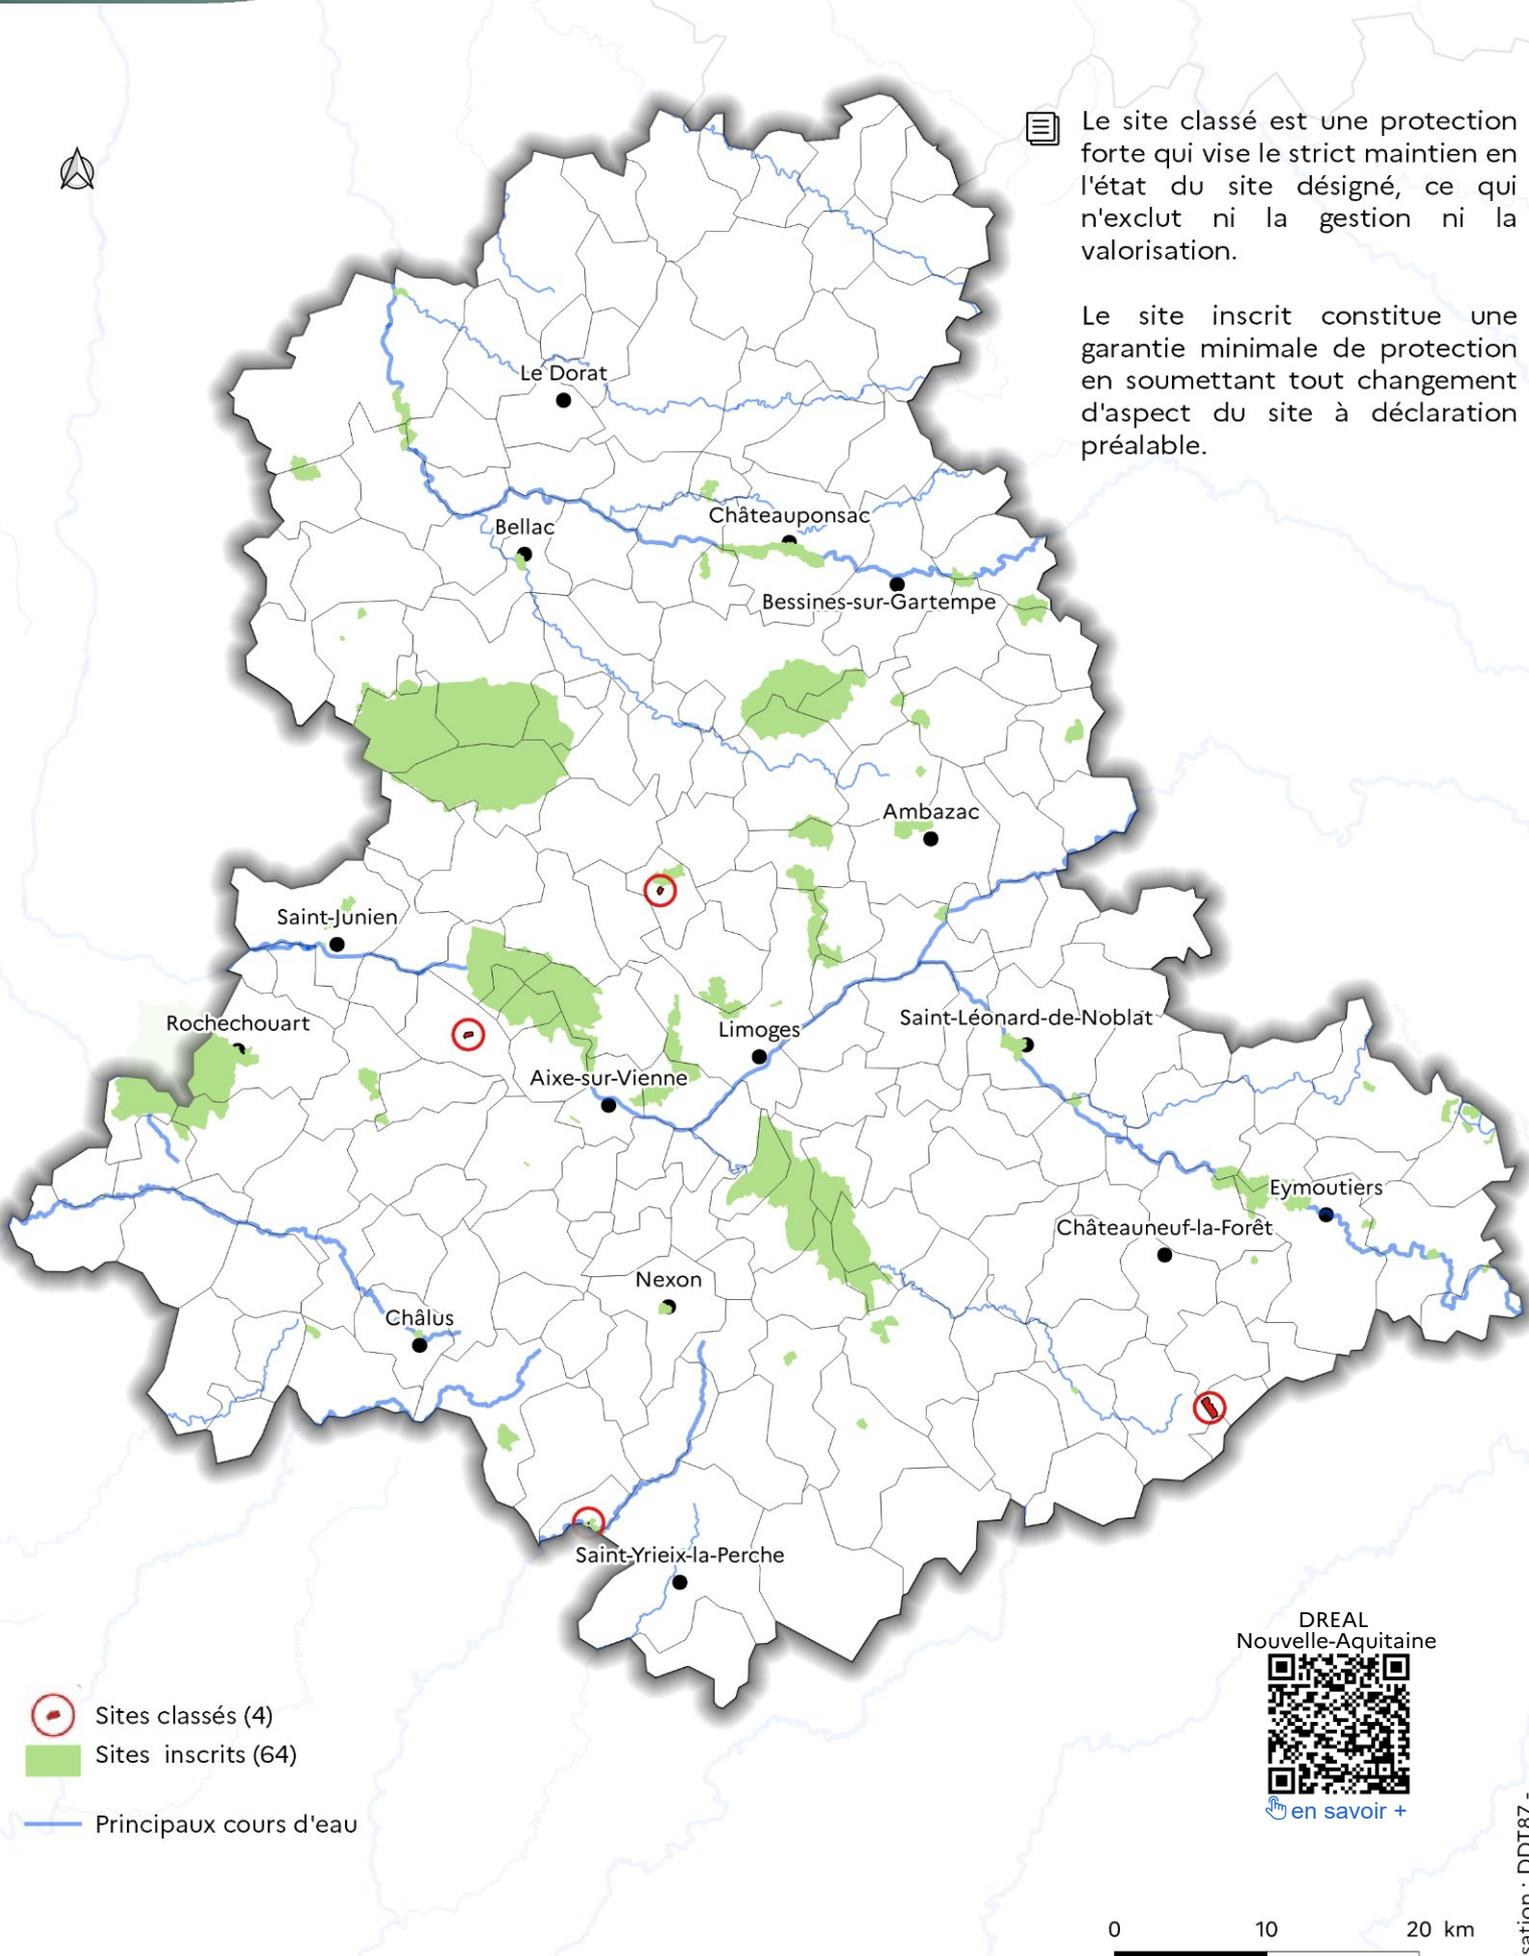 Le site classé est une protection
forte qui vise le strict maintien en
l'état du site désigné, ce qui
n'exclut ni la gestion ni la
valorisation.
Le site inscrit constitue une
garantie minimale de protection
en soumettant tout changement
d'aspect du site à déclaration
préalable.
Le Dorat
Châteauponsac
Bellac
Bessines-sur-Gartempe
Ambazac
Saint-Junien
Rochechouart
Saint-Léonard-de-Noblat
Limoges
Aixe-sur-Vienne
Eymoutiers
Châteauneuf-la-Forêt
Nexon
Châlus
Saint-Yrieix-la-Perche
DREAL
Nouvelle-Aquitaine
en savoir +
Sites classés (4)
Sites inscrits (64)
Principaux cours d'eau
0 10 20 km